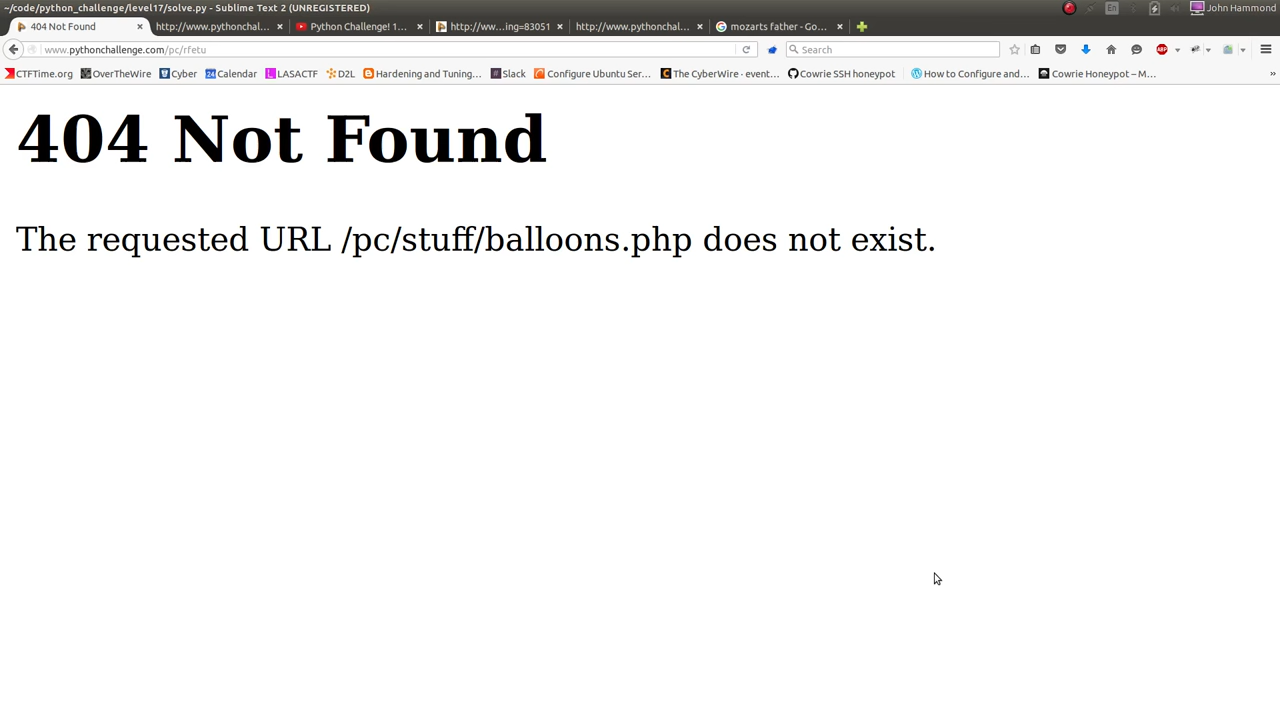 ~/code/python_challenge/level17/solve.py - Sublime Text 2 (UNREGISTERED)
En
John Hammond
404 Not Found
http://www.pythonchal...
Python Challenge! 1...
http://ww...ing=83051
http://www.pythonchal...
mozarts father - Go...
www.pythonchallenge.com/pc/rfetu
Search
ABP
CTFTime.org
OverTheWire
Cyber
24 Calendar
LASACTF
D2L
Hardening and Tuning...
Slack
Configure Ubuntu Ser...
The CyberWire · event...
Cowrie SSH honeypot
How to Configure and...
Cowrie Honeypot – M...
»
404 Not Found
The requested URL /pc/stuff/balloons.php does not exist.